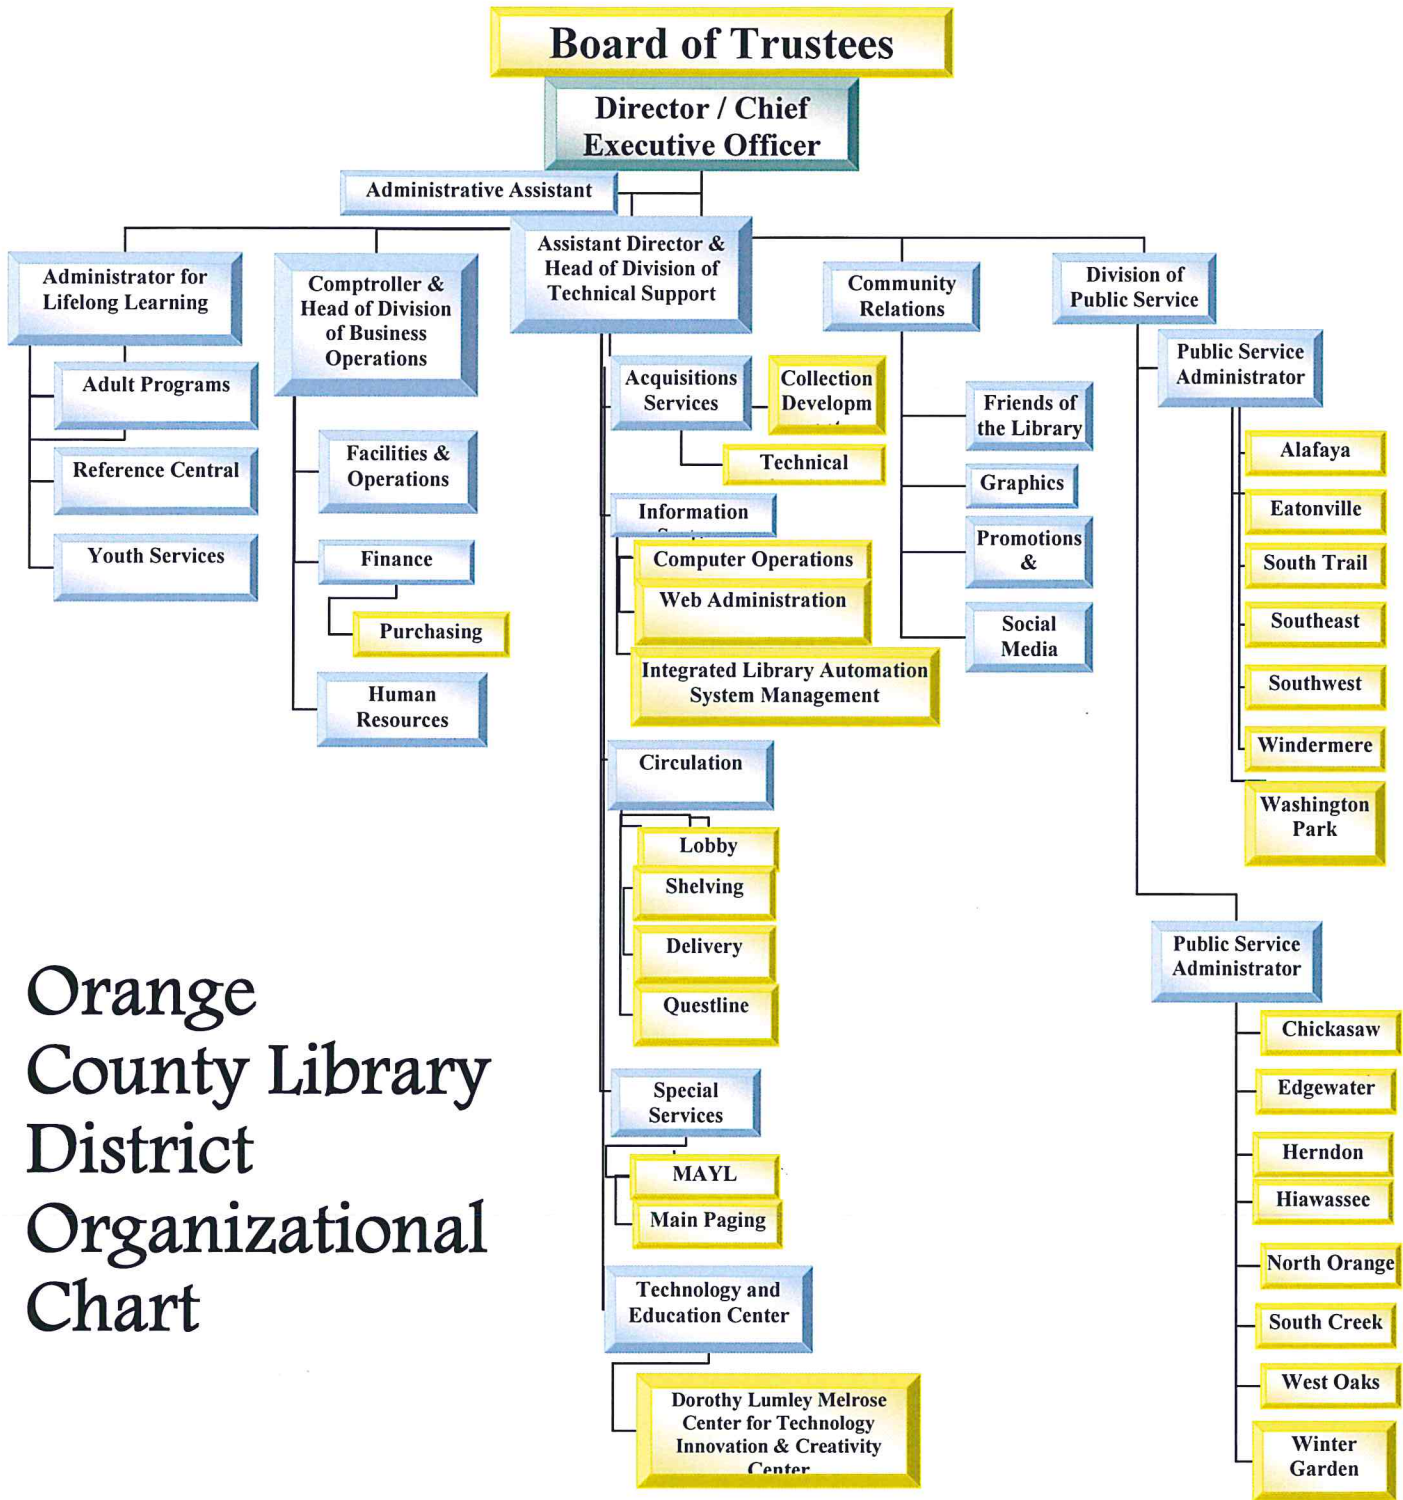 Board of Trustees
Director / Chief
Executive Officer
Administrative Assistant
Assistant Director &
Head of Division of
Technical Support
Administrator for
Lifelong Learning
Adult Programs
Reference Central
Youth Services
Comptroller &
Head of Division
of Business
Operations
Facilities &
Operations
Finance
Purchasing
Human
Resources
Acquisitions
Services
Collection
Developm
Technical
Information
Computer Operations
Web Administration
Integrated Library Automation
System Management
Circulation
Lobby
Shelving
Delivery
Questline
Special
Services
MAYL
Main Paging
Technology and
Education Center
Dorothy Lumley Melrose
Center for Technology
Innovation & Creativity
Center
Community
Relations
Friends of
the Library
Graphics
Promotions
&
Social
Media
Division of
Public Service
Public Service
Administrator
Alafaya
Eatonville
South Trail
Southeast
Southwest
Windermere
Washington
Park
Public Service
Administrator
Chickasaw
Edgewater
Herndon
Hiawassee
North Orange
South Creek
West Oaks
Winter
Garden
Orange
County Library
District
Organizational
Chart